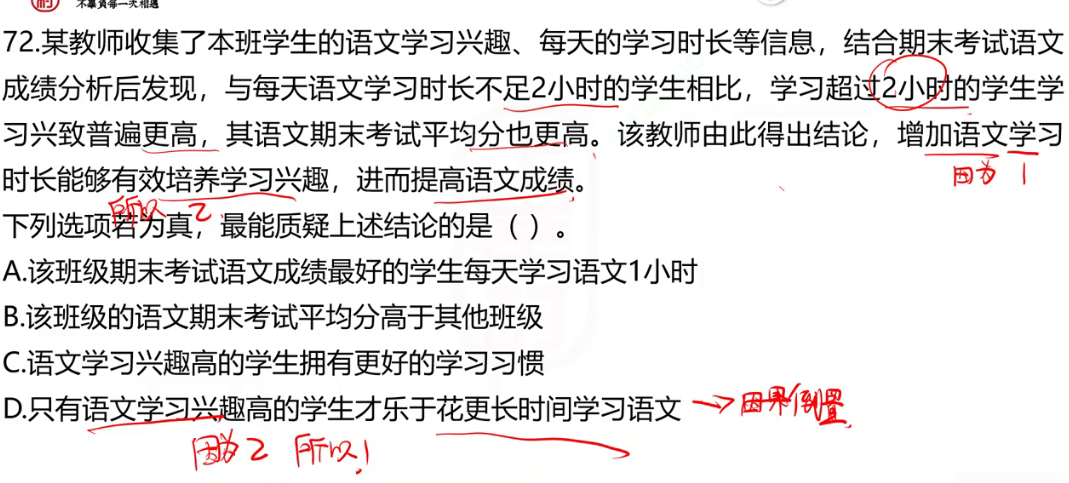 不辜负每一次相遇
72.某教师收集了本班学生的语文学习兴趣、每天的学习时长等信息，结合期末考试语文
成绩分析后发现，与每天语文学习时长不足2小时的学生相比，学习超过2小时的学生学
习兴致普遍更高，其语文期末考试平均分也更高。该教师由此得出结论，增加语文学习
时长能够有效培养学习兴趣，进而提高语文成绩。
因为 1
所以 2
下列选项若为真，最能质疑上述结论的是（ ）。
A.该班级期末考试语文成绩最好的学生每天学习语文1小时
B.该班级的语文期末考试平均分高于其他班级
C.语文学习兴趣高的学生拥有更好的学习习惯
D.只有语文学习兴趣高的学生才乐于花更长时间学习语文 →因果倒置
因为 2 所以 1